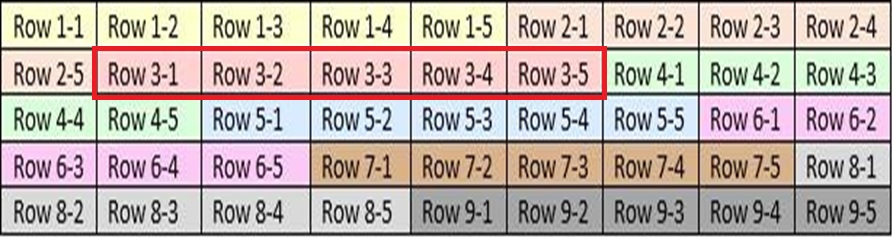 Row 1-1 Row 1-2 Row 1-3 Row 1-4 Row 1-5 Row 2-1 Row 2-2 Row 2-3 Row 2-4
Row 2-5 Row 3-1 Row 3-2 Row 3-3 Row 3-4 Row 3-5 Row 4-1 Row 4-2 Row 4-3
Row 4-4 Row 4-5 Row 5-1 Row 5-2 Row 5-3 Row 5-4 Row 5-5 Row 6-1 Row 6-2
Row 6-3 Row 6-4 Row 6-5 Row 7-1 Row 7-2 Row 7-3 Row 7-4 Row 7-5 Row 8-1
Row 8-2 Row 8-3 Row 8-4 Row 8-5 Row 9-1 Row 9-2 Row 9-3 Row 9-4 Row 9-5